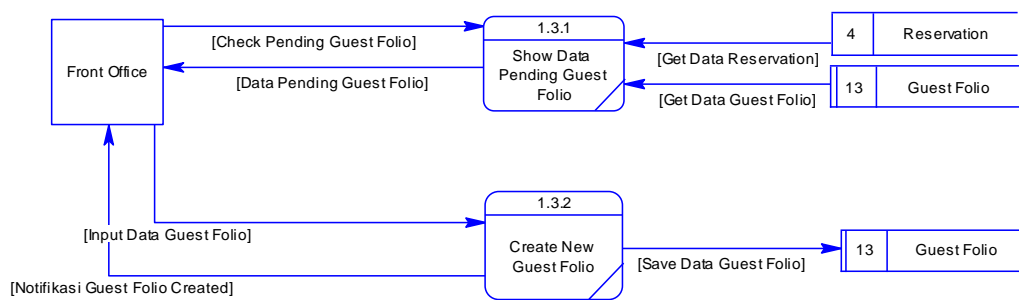 1.3.1
4 Reservation
[Check Pending Guest Folio]
Show Data
Pending Guest
Folio
Front Office
[Get Data Reservation]
[Data Pending Guest Folio]
13 Guest Folio
[Get Data Guest Folio]
1.3.2
[Input Data Guest Folio]
Create New
Guest Folio
13 Guest Folio
[Save Data Guest Folio]
[Notifikasi Guest Folio Created]